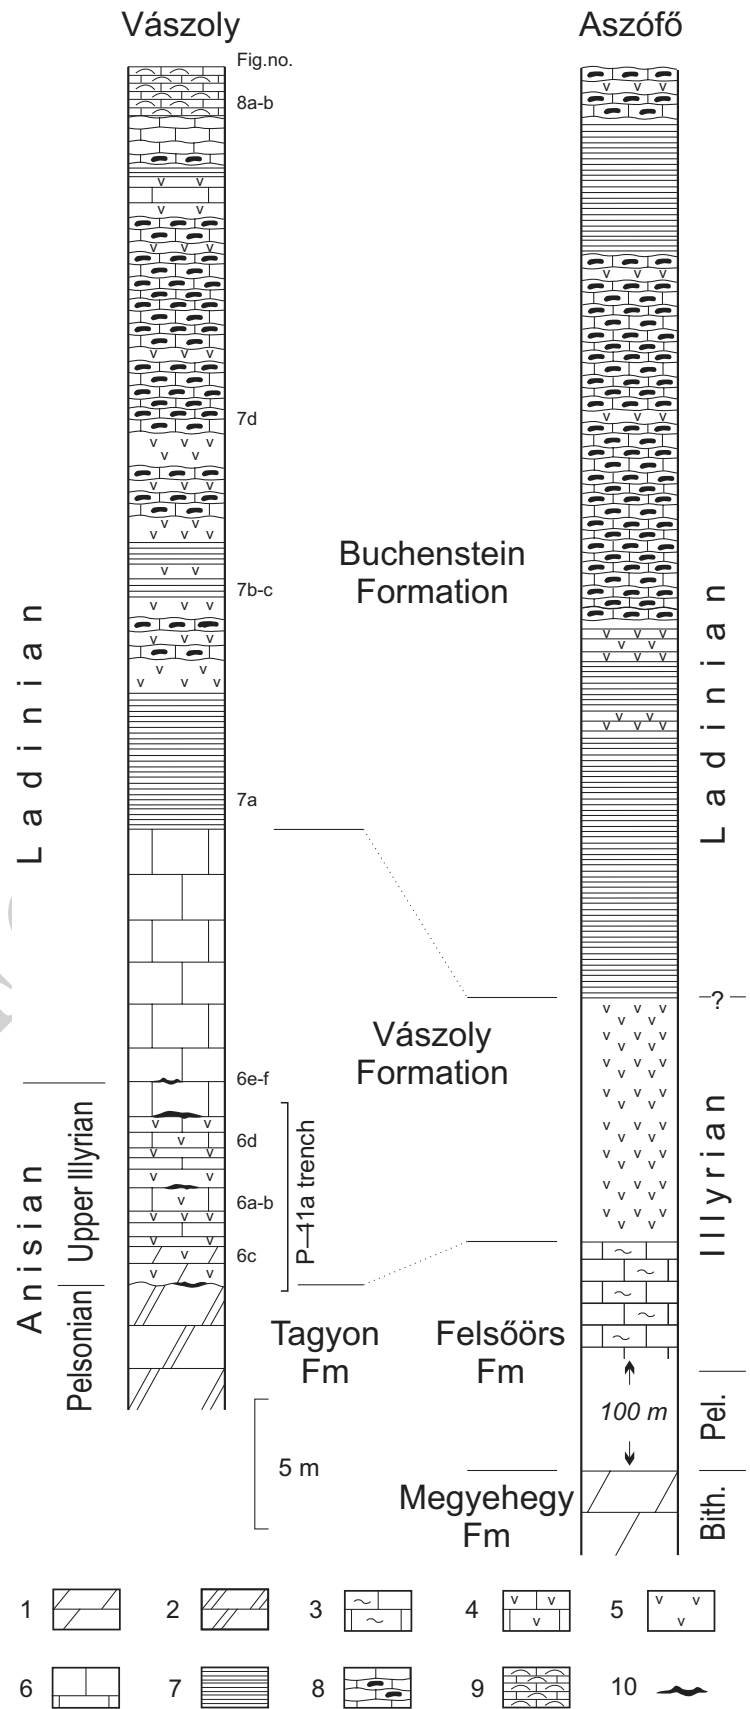 Vászoly
Aszófő
Fig.no.
8a-b
7d
Buchenstein
Formation
7b-c
7a
Ladinian
Ladinian
?
Vászoly
Formation
6e-f
6d
6a-b
6c
P–41a trench
Anisian
Upper Illyrian
Pelsonian
Illyrian
Tagyon
Fm
Felsőörs
Fm
100 m
Pel.
5 m
Megyehegy
Fm
Bith.
1
2
3
4
5
6
7
8
9
10